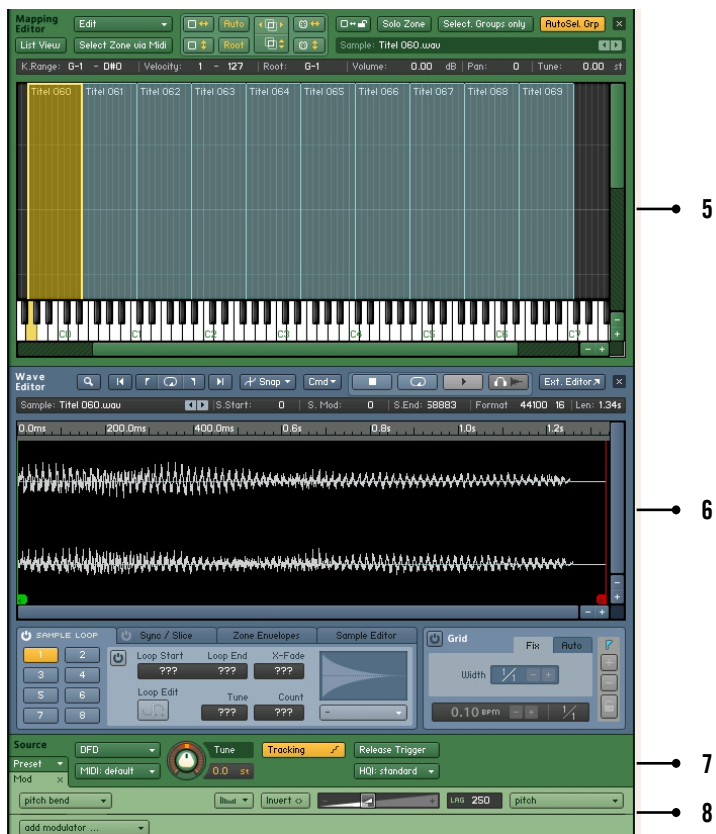 Mapping Editor
Edit
Auto
Solo Zone
Select. Groups only
AutoSel. Grp
List View
Select Zone via Midi
Root
Sample: Titel 060.wav
K.Range: G-1 - D#0 | Velocity: 1 - 127 | Root: G-1 | Volume: 0.00 dB | Pan: 0 | Tune: 0.00 st
Titel 060 Titel 061 Titel 062 Titel 063 Titel 064 Titel 065 Titel 066 Titel 067 Titel 068 Titel 069
5
C0 C1 C2 C3 C4 C5 C6 C7
Wave Editor
Snap
Cmd
Ext. Editor
Sample: Titel 060.wav | S.Start: 0 | S. Mod: 0 | S.End: 58883 | Format 44100 16 | Len: 1.34s
0.0ms 200.0ms 400.0ms 0.6s 0.8s 1.0s 1.2s
6
SAMPLE LOOP
Sync / Slice
Zone Envelopes
Sample Editor
Grid
Fix
Auto
1 2
3 4
5 6
7 8
Loop Start Loop End X-Fade
??? ??? ???
Loop Edit Tune Count
??? ???
-
Width 1/1
0.10 BPM 1/1
Source
DFD
Tune
Tracking
Release Trigger
7
Preset
MIDI: default
0.0 st
HQI: standard
Mod
pitch bend
Invert
LAG 250
pitch
8
add modulator ...